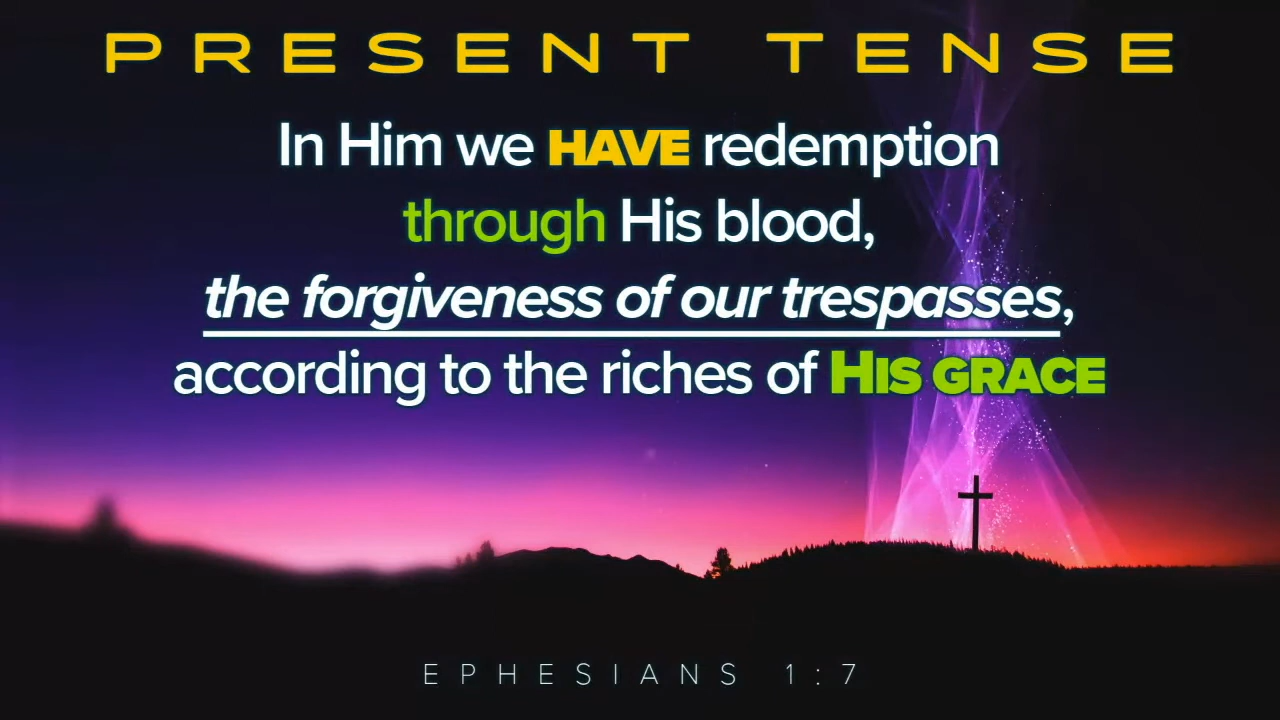 PRESENT TENSE
In Him we HAVE redemption
through His blood,
the forgiveness of our trespasses,
according to the riches of HIS GRACE
EPHESIANS 1:7